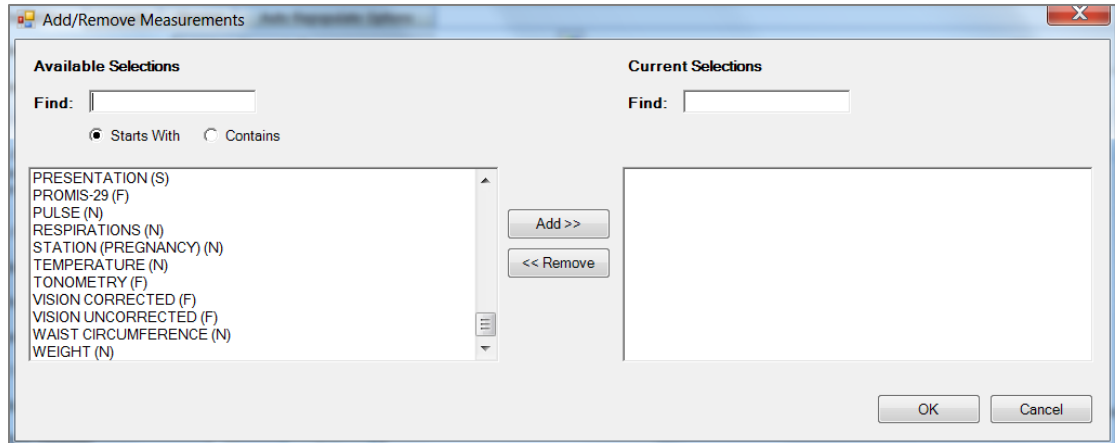 Add/Remove Measurements
Available Selections
Find:
Starts With
Contains
PRESENTATION (S)
PROMIS-29 (F)
PULSE (N)
RESPIRATIONS (N)
STATION (PREGNANCY) (N)
TEMPERATURE (N)
TONOMETRY (F)
VISION CORRECTED (F)
VISION UNCORRECTED (F)
WAIST CIRCUMFERENCE (N)
WEIGHT (N)
Add >>
<< Remove
Current Selections
Find:
OK
Cancel